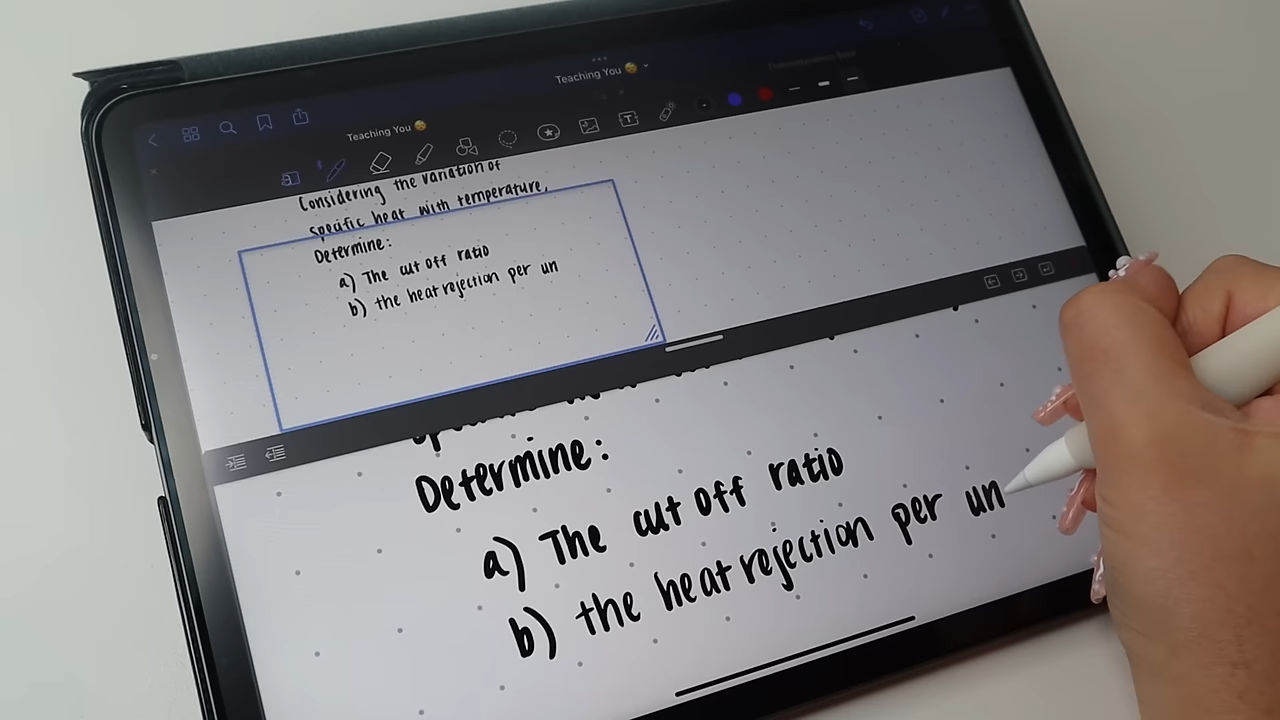 Teaching You
Teaching You
Considering the variation of
specific heat with temperature,
Determine:
a) The cut off ratio
b) the heat rejection per un
Determine:
a) The cut off ratio
b) the heat rejection per un